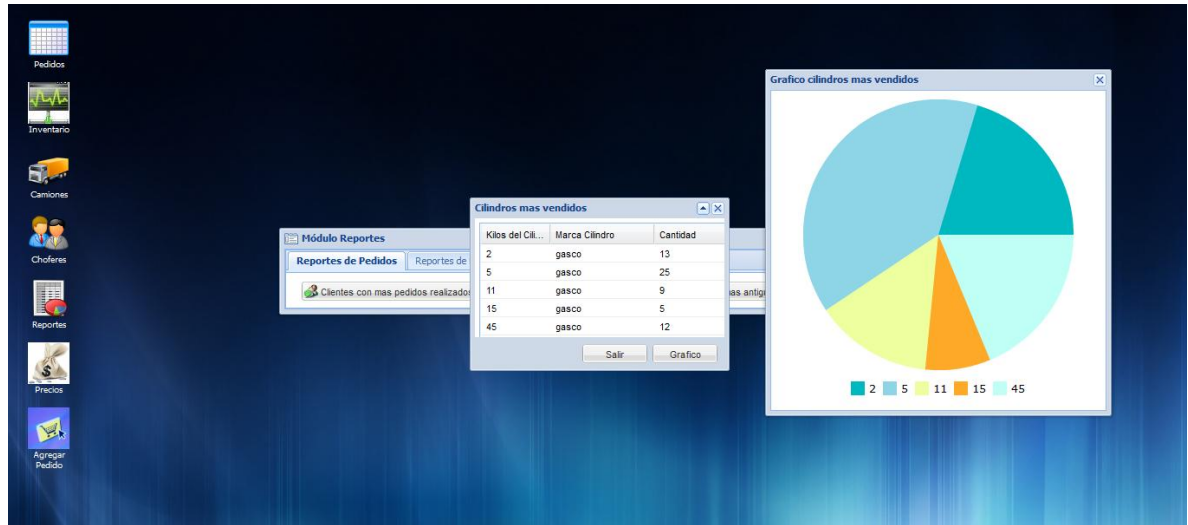 Pedidos
Inventario
Camiones
Choferes
Reportes
Precios
Agregar
Pedido
Módulo Reportes
Reportes de Pedidos
Reportes de
Clientes con mas pedidos realizados
mas antig
Cilindros mas vendidos
Kilos del Cili... Marca Cilindro Cantidad
2 gasco 13
5 gasco 25
11 gasco 9
15 gasco 5
45 gasco 12
Salir Grafico
Grafico cilindros mas vendidos
2 5 11 15 45